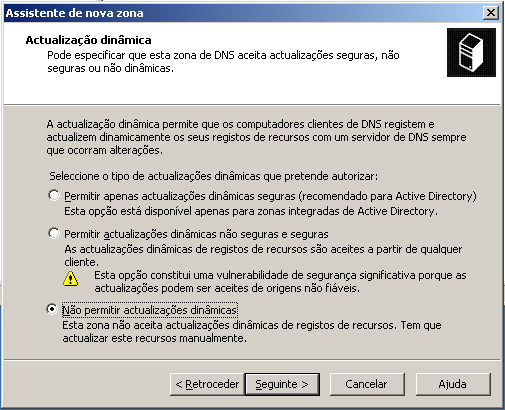 Assistente de nova zona
Actualização dinâmica
Pode especificar que esta zona de DNS aceita actualizações seguras, não
seguras ou não dinâmicas.
A actualização dinâmica permite que os computadores clientes de DNS registem e
actualizem dinamicamente os seus registos de recursos com um servidor de DNS sempre
que ocorram alterações.
Seleccione o tipo de actualizações dinâmicas que pretende autorizar:
Permitir apenas actualizações dinâmicas seguras (recomendado para Active Directory)
Esta opção está disponível apenas para zonas integradas de Active Directory.
Permitir actualizações dinâmicas não seguras e seguras
As actualizações dinâmicas de registos de recursos são aceites a partir de qualquer
cliente.
Esta opção constitui uma vulnerabilidade de segurança significativa porque as
actualizações podem ser aceites de origens não fiáveis.
Não permitir actualizações dinâmicas
Esta zona não aceita actualizações dinâmicas de registos de recursos. Tem que
actualizar este recursos manualmente.
< Retroceder
Seguinte >
Cancelar
Ajuda